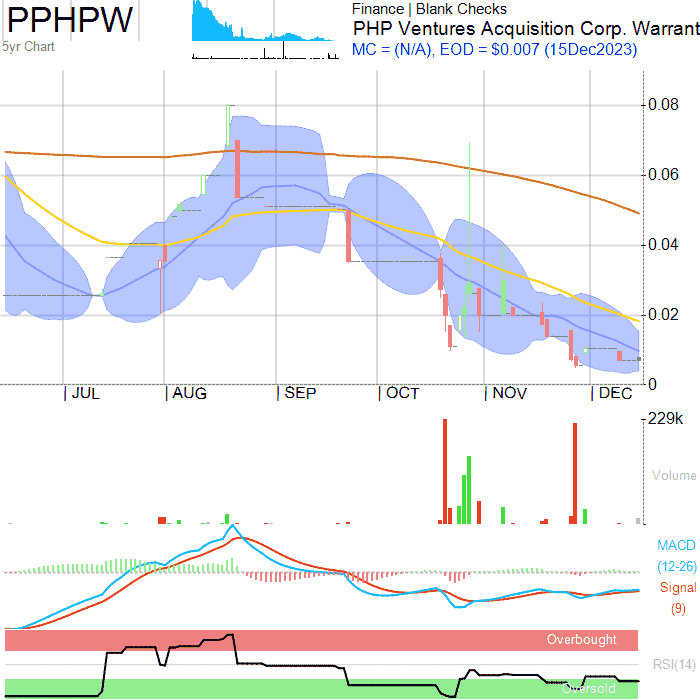 PPHPW
5yr Chart
Finance | Blank Checks
PHP Ventures Acquisition Corp. Warrant
MC = (N/A), EOD = $0.007 (15Dec2023)
0.08
0.06
0.04
0.02
0
JUL AUG SEP OCT NOV DEC
229k
Volume
MACD
(12-26)
Signal
(9)
Overbought
RSI(14)
Oversold